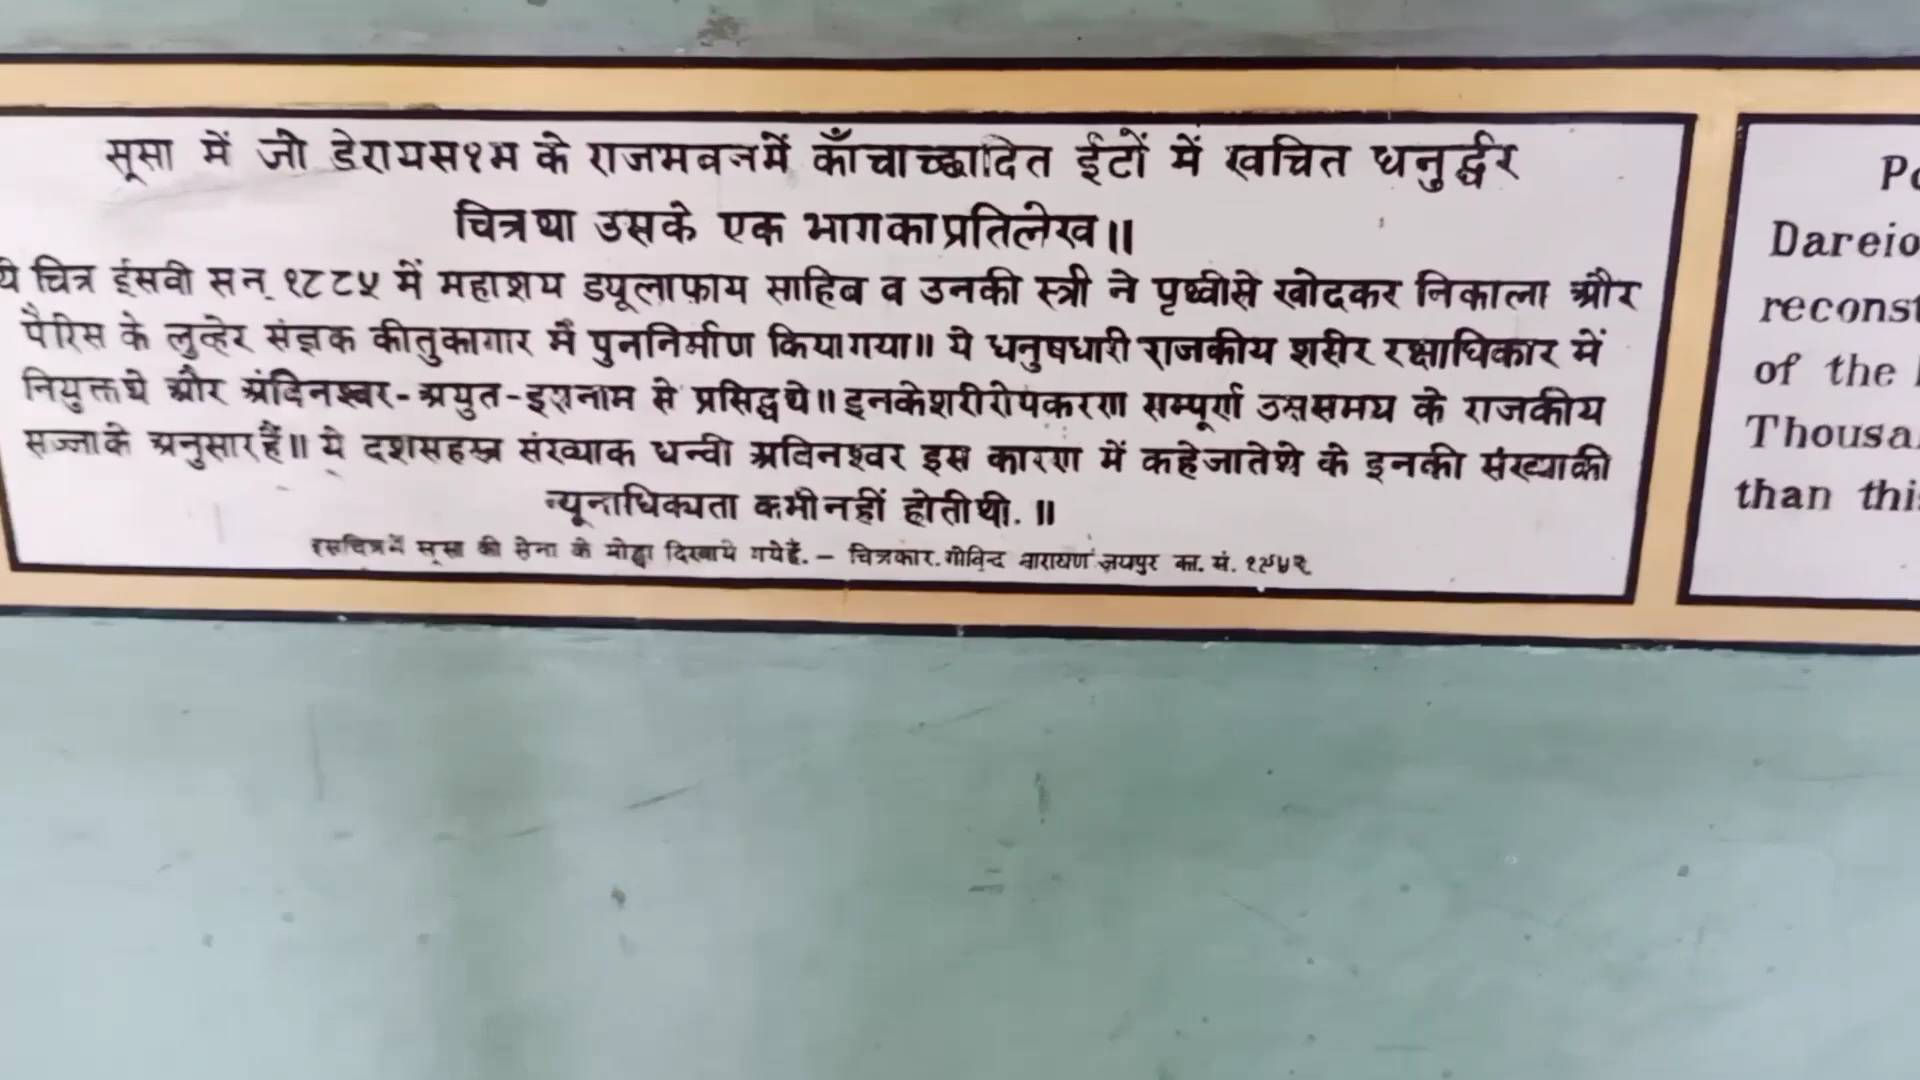 सूसा में जो डेरायस१म के राजभवनमें काँचाच्छादित ईटों में खचित धनुर्द्धर
चित्रथा उसके एक भागकाप्रतिलेख॥
ये चित्र ईसवी सन् १८८५ में महाशय डयूलाफ़ाय साहिब व उनकी स्त्री ने पृथ्वीसे खोदकर निकाला और
पैरिस के लुव्हेर संज्ञक कीतुकागार में पुननिर्माण कियागया॥ ये धनुषधारी राजकीय शरीर रक्षाधिकार में
नियुक्तथे और अंविनश्वर-अयुत-इसनाम से प्रसिद्धथे॥ इनकेशरीरोपकरण सम्पूर्ण उससमय के राजकीय
सज्जाके अनुसारहैं॥ ये दशसहस्त्र संख्याक धन्वी अविनश्वर इस कारण में कहेजातेथे के इनकी संख्याकी
न्यूनाधिक्यता कभीनहीं होतीथी. ॥
इसचित्रमें सूसा की सेना के योद्धा दिखाये गयेहैं. – चित्रकार. गोविन्द नारायण जयपुर
Dareio
reconst
of the
Thousa
than thi